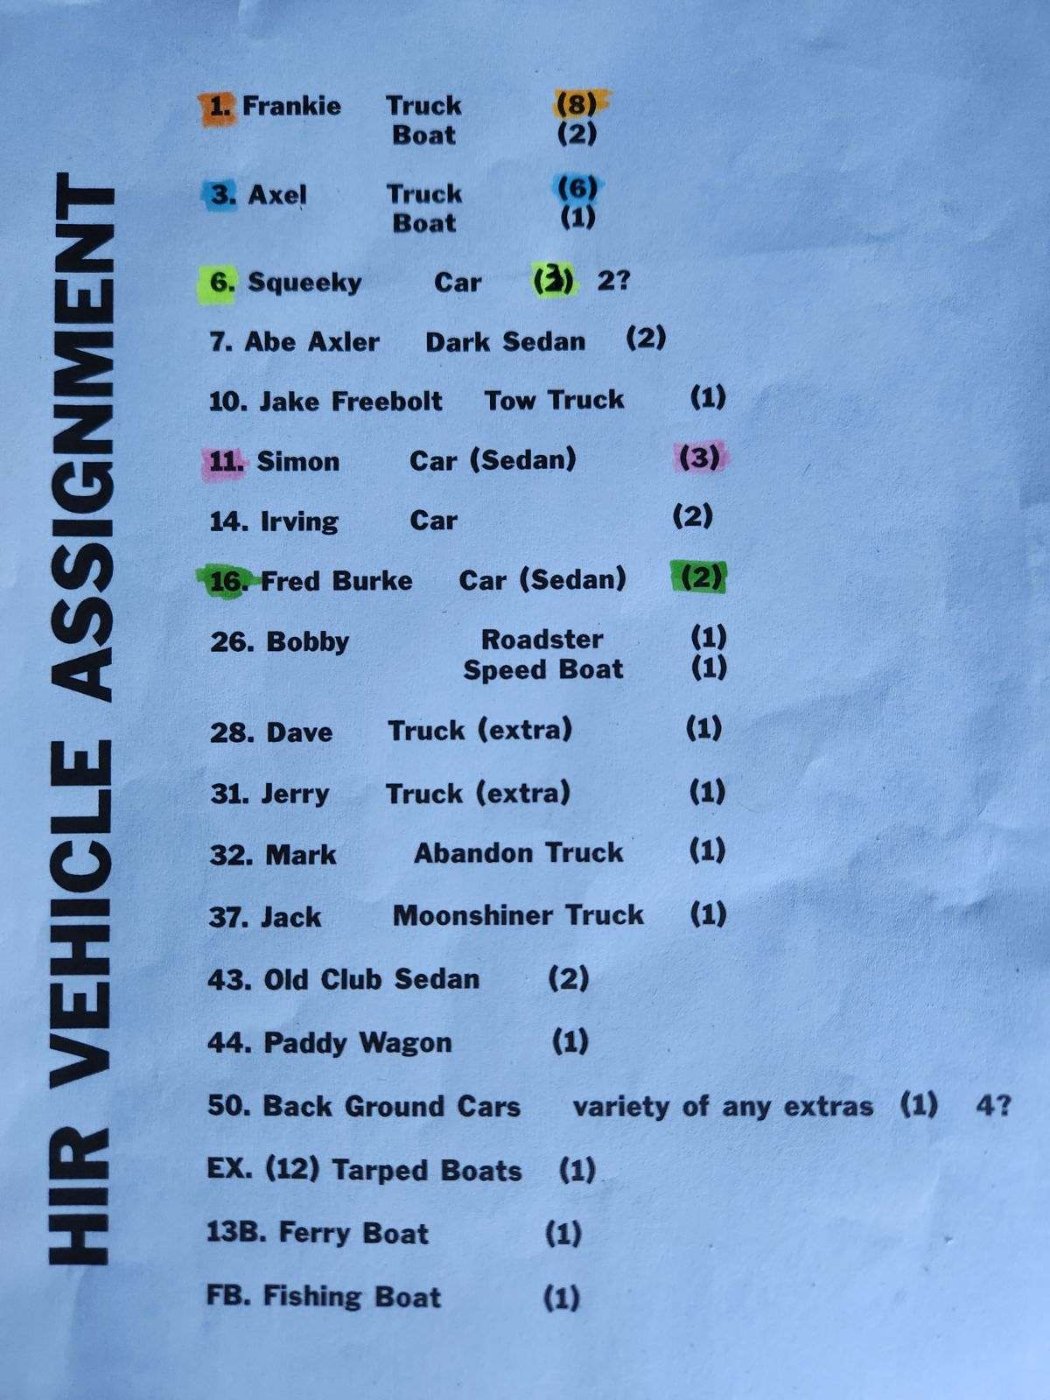 HIR VEHICLE ASSIGNMENT
1. Frankie Truck (8)
Boat (2)
3. Axel Truck (6)
Boat (1)
6. Squeeky Car (3) 2?
7. Abe Axler Dark Sedan (2)
10. Jake Freebolt Tow Truck (1)
11. Simon Car (Sedan) (3)
14. Irving Car (2)
16. Fred Burke Car (Sedan) (2)
26. Bobby Roadster (1)
Speed Boat (1)
28. Dave Truck (extra) (1)
31. Jerry Truck (extra) (1)
32. Mark Abandon Truck (1)
37. Jack Moonshiner Truck (1)
43. Old Club Sedan (2)
44. Paddy Wagon (1)
50. Back Ground Cars variety of any extras (1) 4?
EX. (12) Tarped Boats (1)
13B. Ferry Boat (1)
FB. Fishing Boat (1)